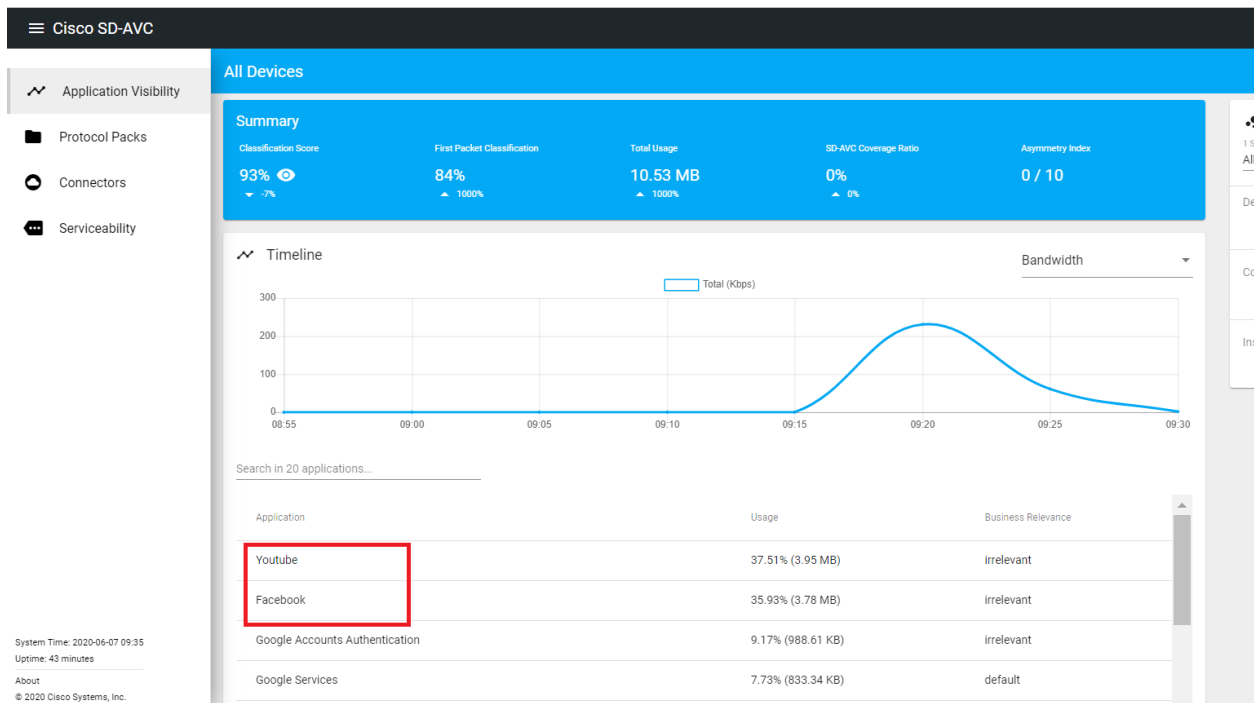 Cisco SD-AVC
Application Visibility
Protocol Packs
Connectors
Serviceability
System Time: 2020-06-07 09:35
Uptime: 43 minutes
About
© 2020 Cisco Systems, Inc.
All Devices
Summary
Classification Score First Packet Classification Total Usage SD-AVC Coverage Ratio Asymmetry Index
93% 84% 10.53 MB 0% 0 / 10
-7% 1000% 1000% 0%
Timeline
Bandwidth
Total (Kbps)
300
200
100
0
08:55 09:00 09:05 09:10 09:15 09:20 09:25 09:30
Search in 20 applications...
Application Usage Business Relevance
Youtube 37.51% (3.95 MB) irrelevant
Facebook 35.93% (3.78 MB) irrelevant
Google Accounts Authentication 9.17% (988.61 KB) irrelevant
Google Services 7.73% (833.34 KB) default